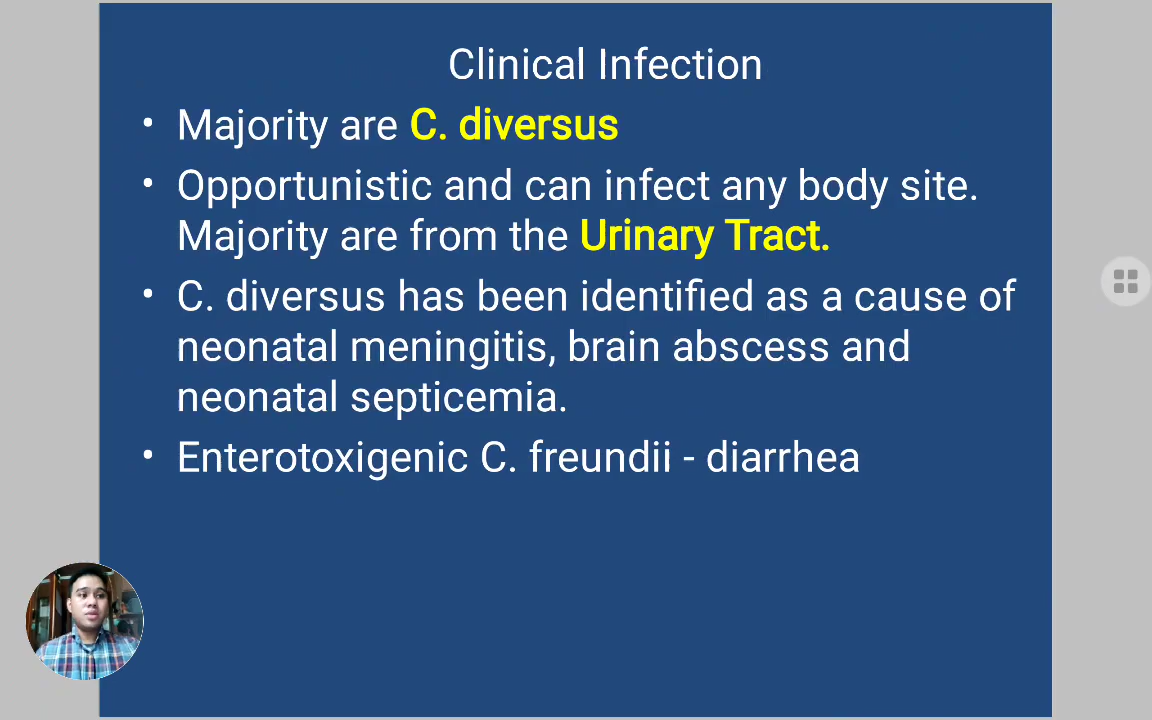 Clinical Infection
• Majority are C. diversus
• Opportunistic and can infect any body site.
Majority are from the Urinary Tract.
• C. diversus has been identified as a cause of
neonatal meningitis, brain abscess and
neonatal septicemia.
• Enterotoxigenic C. freundii - diarrhea